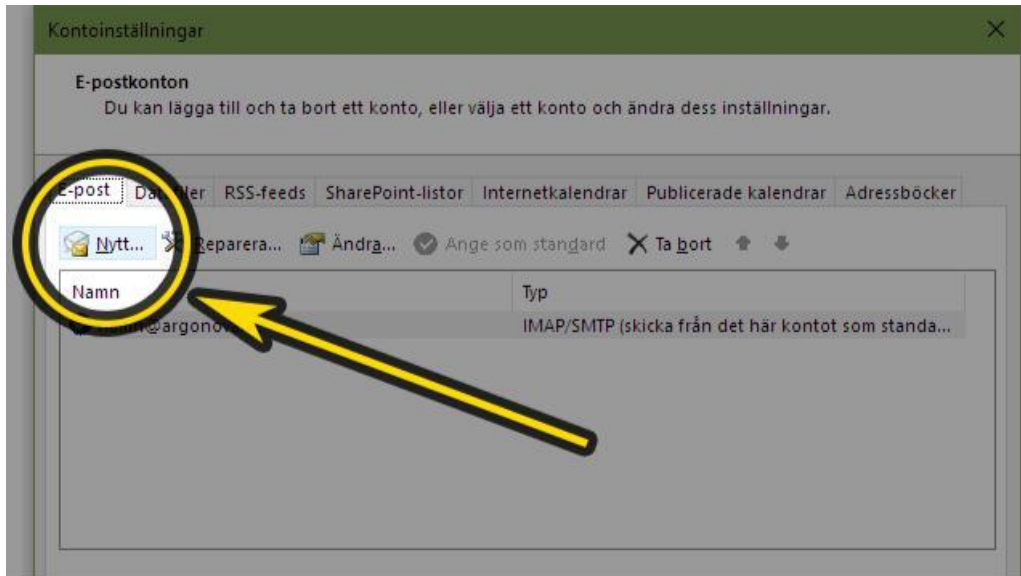 Kontoinställningar
E-postkonton
Du kan lägga till och ta bort ett konto, eller välja ett konto och ändra dess inställningar.
E-post RSS-feeds SharePoint-listor Internetkalendrar Publicerade kalendrar Adressböcker
Nytt... Reparera... Ändra... Ange som standard Ta bort
Namn Typ
IMAP/SMTP (skicka från det här kontot som standa...